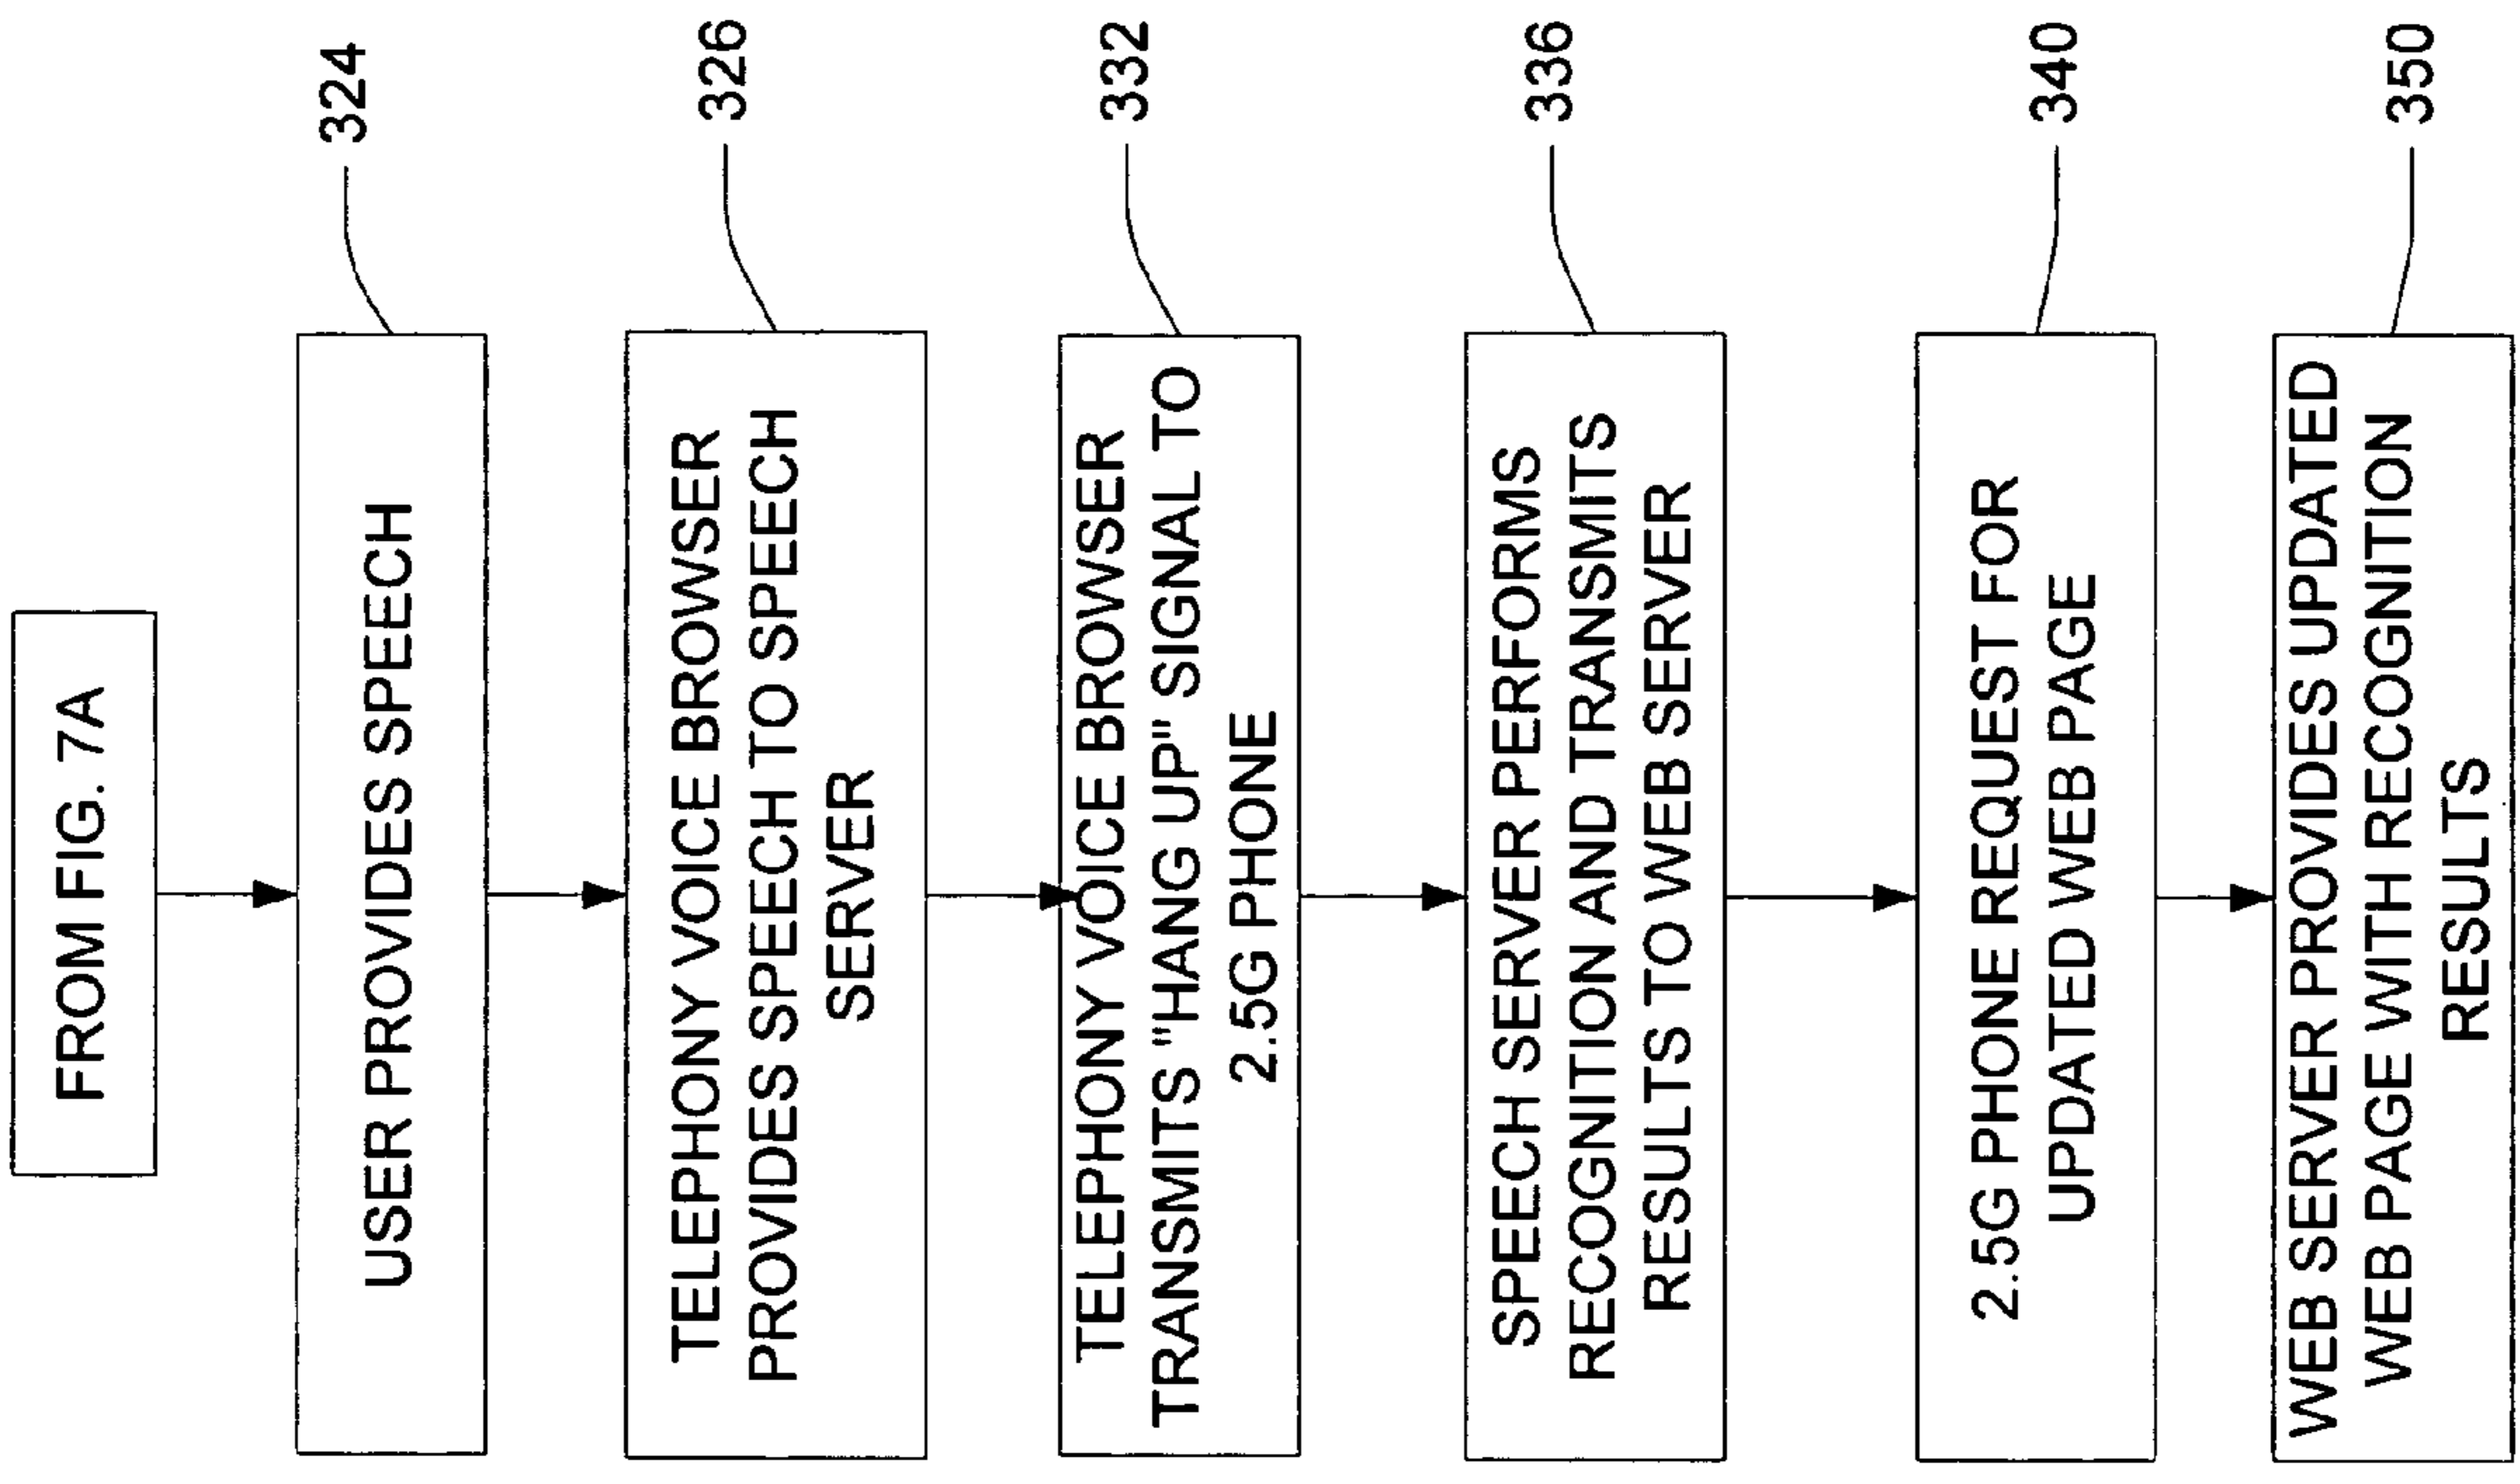 FROM FIG. 7A
USER PROVIDES SPEECH
324
TELEPHONY VOICE BROWSER
PROVIDES SPEECH TO SPEECH
SERVER
326
TELEPHONY VOICE BROWSER
TRANSMITS "HANG UP" SIGNAL TO
2.5G PHONE
332
SPEECH SERVER PERFORMS
RECOGNITION AND TRANSMITS
RESULTS TO WEB SERVER
336
2.5G PHONE REQUEST FOR
UPDATED WEB PAGE
340
WEB SERVER PROVIDES UPDATED
WEB PAGE WITH RECOGNITION
RESULTS
350